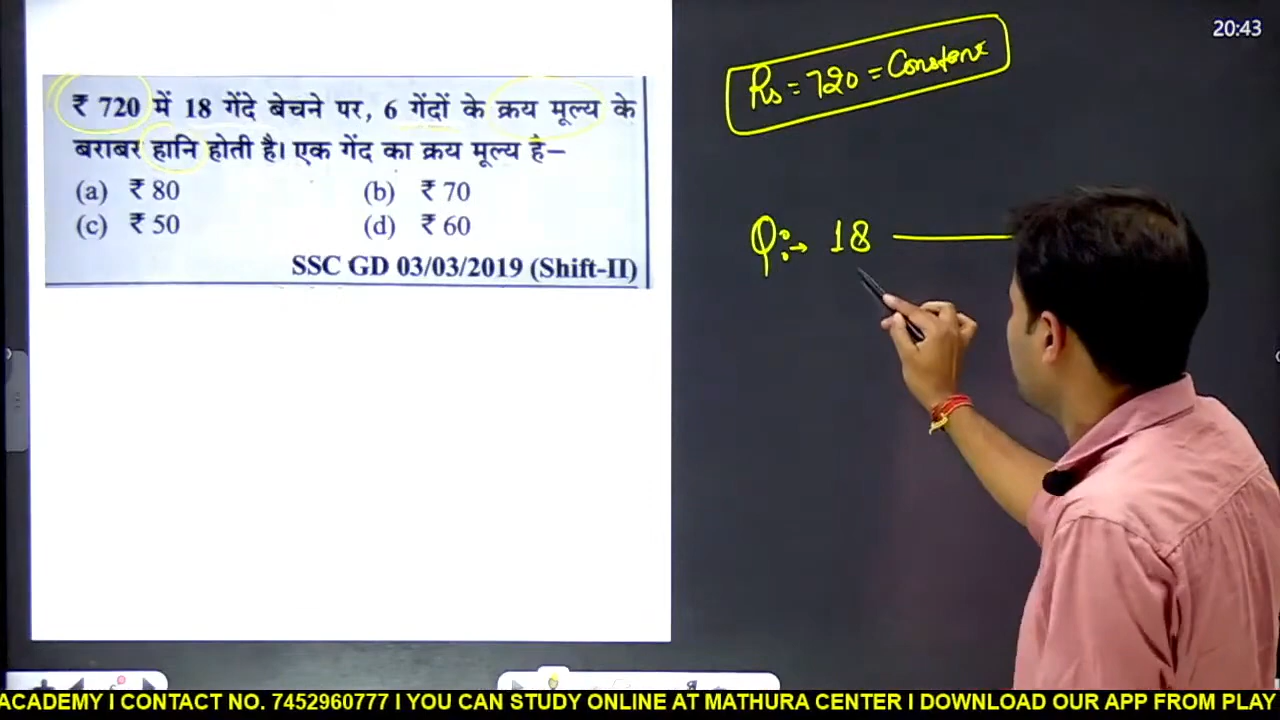 20:43
Rs = 720 = Constent
₹ 720 में 18 गेंदे बेचने पर, 6 गेंदों के क्रय मूल्य के
बराबर हानि होती है। एक गेंद का क्रय मूल्य है–
(a) ₹ 80 (b) ₹ 70
(c) ₹ 50 (d) ₹ 60
SSC GD 03/03/2019 (Shift-II)
Q:→ 18
ACADEMY I CONTACT NO. 7452960777 I YOU CAN STUDY ONLINE AT MATHURA CENTER I DOWNLOAD OUR APP FROM PLAY